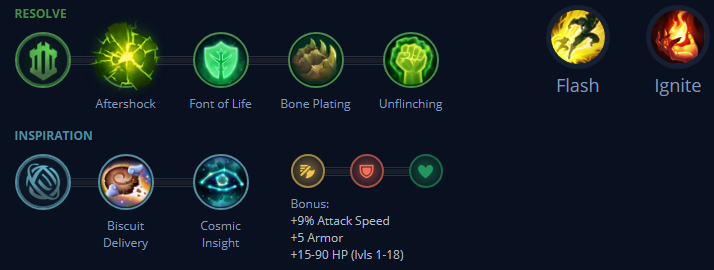 RESOLVE
Aftershock
Font of Life
Bone Plating
Unflinching
Flash
Ignite
INSPIRATION
Biscuit
Delivery
Cosmic
Insight
Bonus:
+9% Attack Speed
+5 Armor
+15-90 HP (lvls 1-18)